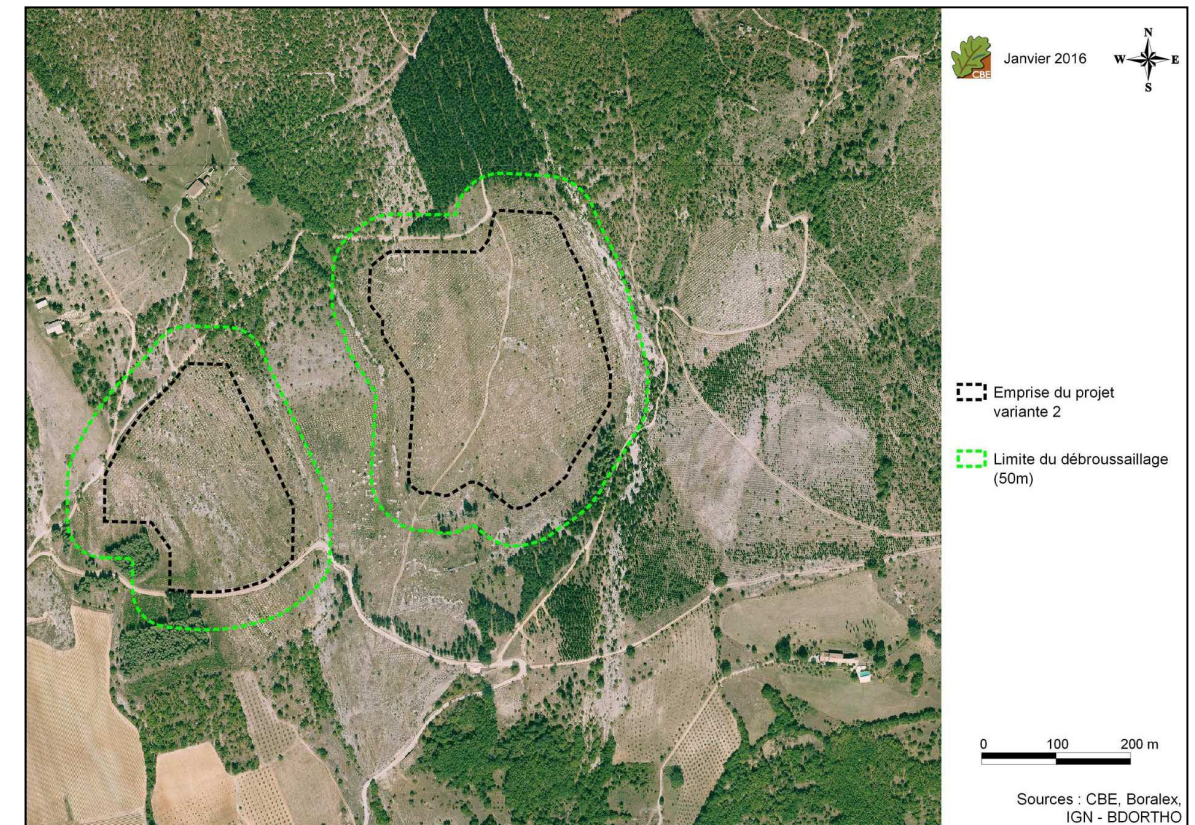 CBE
Janvier 2016
N
W E
S
Emprise du projet
variante 2
Limite du débroussaillage
(50m)
0 100 200 m
Sources : CBE, Boralex,
IGN - BDORTHO